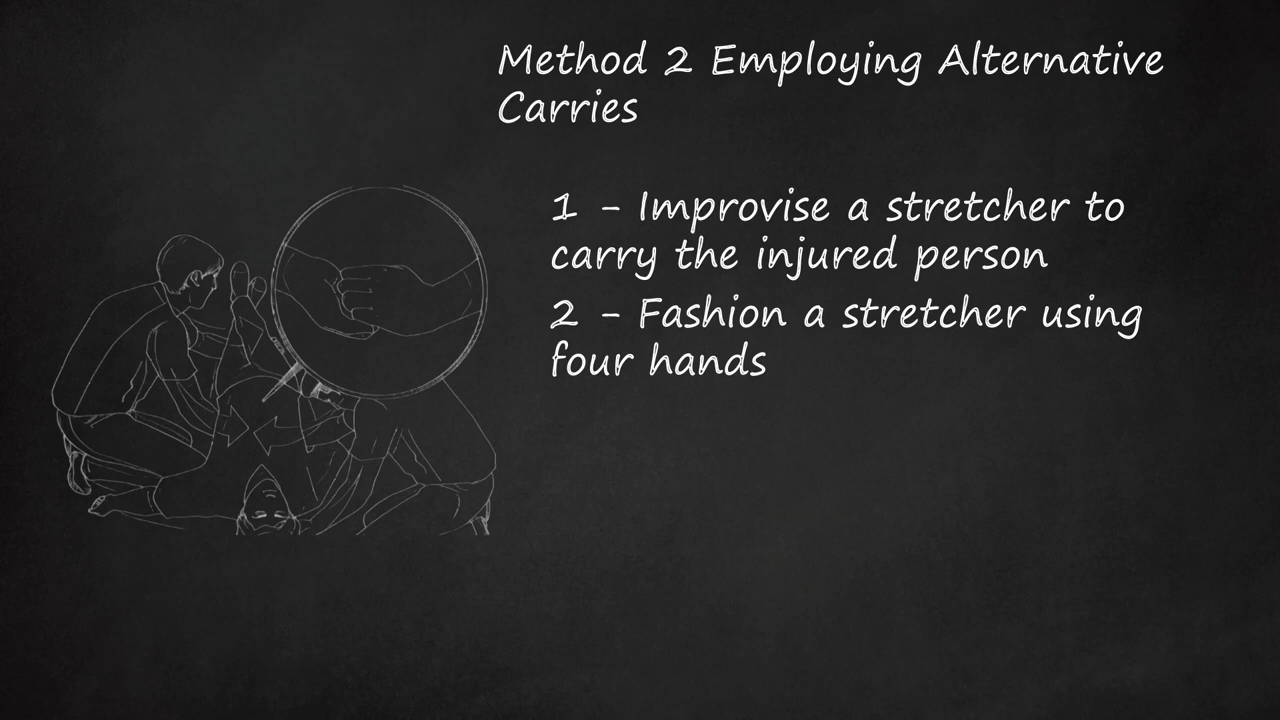 Method 2 Employing Alternative
Carries
1 - Improvise a stretcher to
carry the injured person
2 - Fashion a stretcher using
four hands